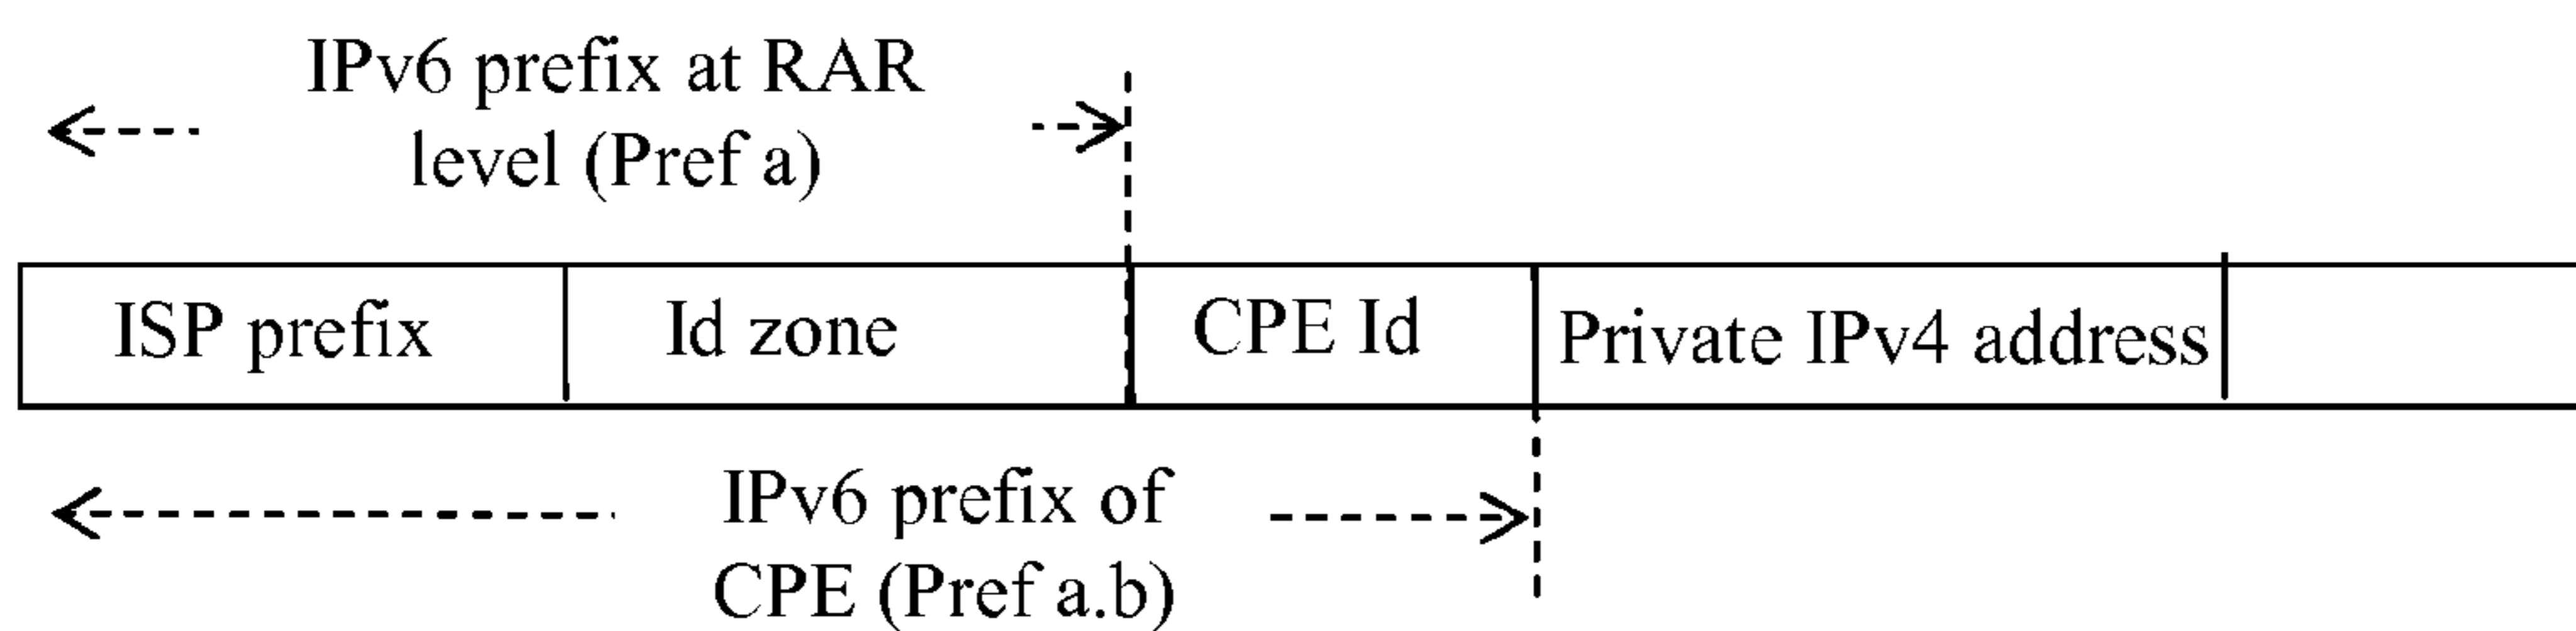 IPv6 prefix at RAR
level (Pref a)
ISP prefix Id zone CPE Id Private IPv4 address
IPv6 prefix of
CPE (Pref a.b)